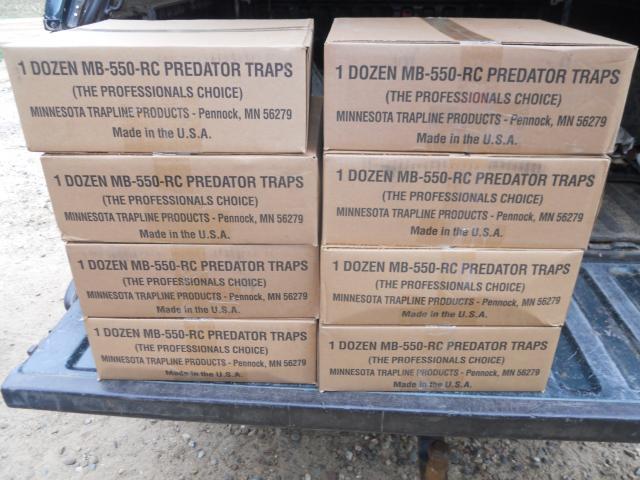 1 DOZEN MB-550-RC PREDATOR TRAPS
(THE PROFESSIONALS CHOICE)
MINNESOTA TRAPLINE PRODUCTS - Pennock, MN 56279
Made in the U.S.A.
1 DOZEN MB-550-RC PREDATOR TRAPS
(THE PROFESSIONALS CHOICE)
MINNESOTA TRAPLINE PRODUCTS - Pennock, MN 56279
Made in the U.S.A.
1 DOZEN MB-550-RC PREDATOR TRAPS
(THE PROFESSIONALS CHOICE)
MINNESOTA TRAPLINE PRODUCTS - Pennock, MN 56279
Made in the U.S.A.
1 DOZEN MB-550-RC PREDATOR TRAPS
(THE PROFESSIONALS CHOICE)
MINNESOTA TRAPLINE PRODUCTS - Pennock, MN 56279
Made in the U.S.A.
1 DOZEN MB-550-RC PREDATOR TRAPS
(THE PROFESSIONALS CHOICE)
MINNESOTA TRAPLINE PRODUCTS - Pennock, MN 56279
Made in the U.S.A.
1 DOZEN MB-550-RC PREDATOR TRAPS
(THE PROFESSIONALS CHOICE)
MINNESOTA TRAPLINE PRODUCTS - Pennock, MN 56279
Made in the U.S.A.
1 DOZEN MB-550-RC PREDATOR TRAPS
(THE PROFESSIONALS CHOICE)
MINNESOTA TRAPLINE PRODUCTS - Pennock, MN 56279
Made in the U.S.A.
1 DOZEN MB-550-RC PREDATOR TRAPS
(THE PROFESSIONALS CHOICE)
MINNESOTA TRAPLINE PRODUCTS - Pennock, MN 56279
Made in the U.S.A.